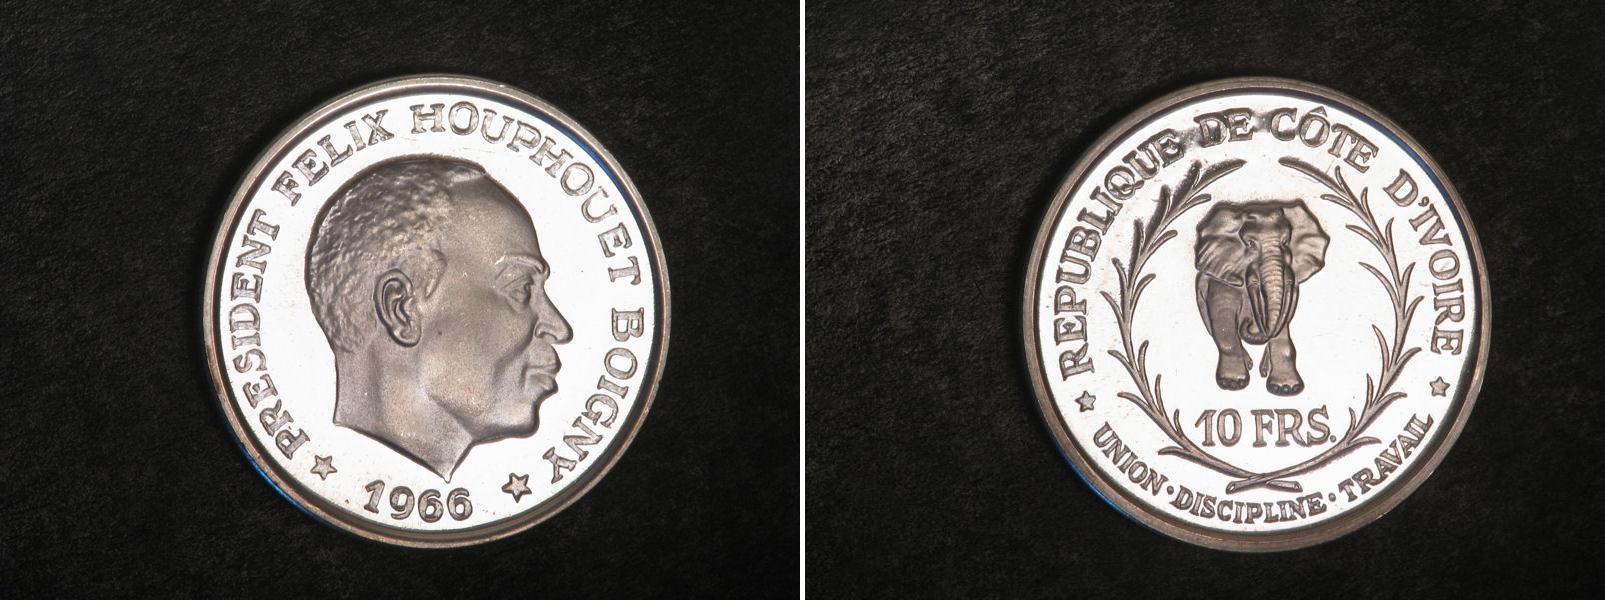 PRESIDENT FELIX HOUPHOUET BOIGNY
1966
REPUBLIQUE DE CÔTE D'IVOIRE
10 FRS.
UNION·DISCIPLINE·TRAVAIL